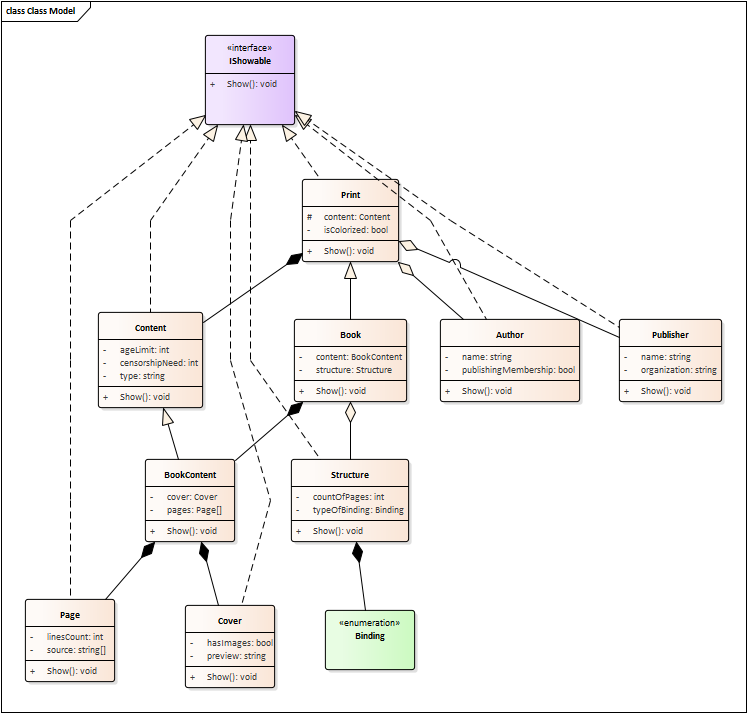 class Class Model
«interface»
IShowable
+ Show(): void
Print
# content: Content
- isColorized: bool
+ Show(): void
Content
- ageLimit: int
- censorshipNeed: int
- type: string
+ Show(): void
Book
- content: BookContent
- structure: Structure
+ Show(): void
Author
- name: string
- publishingMembership: bool
+ Show(): void
Publisher
- name: string
- organization: string
+ Show(): void
BookContent
- cover: Cover
- pages: Page[]
+ Show(): void
Structure
- countOfPages: int
- typeOfBinding: Binding
+ Show(): void
Page
- linesCount: int
- source: string[]
+ Show(): void
Cover
- hasImages: bool
- preview: string
+ Show(): void
«enumeration»
Binding